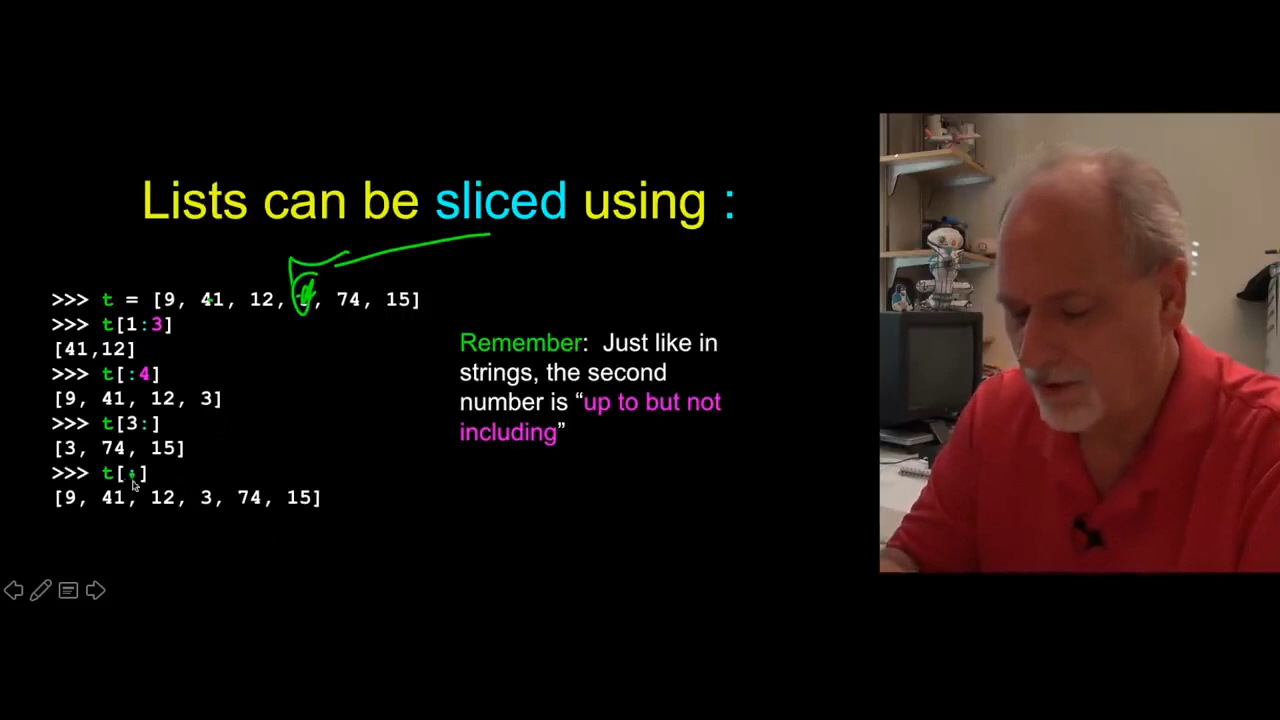 Lists can be sliced using :
>>> t = [9, 41, 12, , 74, 15]
>>> t[1:3]
[41,12]
>>> t[:4]
[9, 41, 12, 3]
>>> t[3:]
[3, 74, 15]
>>> t[:]
[9, 41, 12, 3, 74, 15]
Remember: Just like in
strings, the second
number is “up to but not
including”